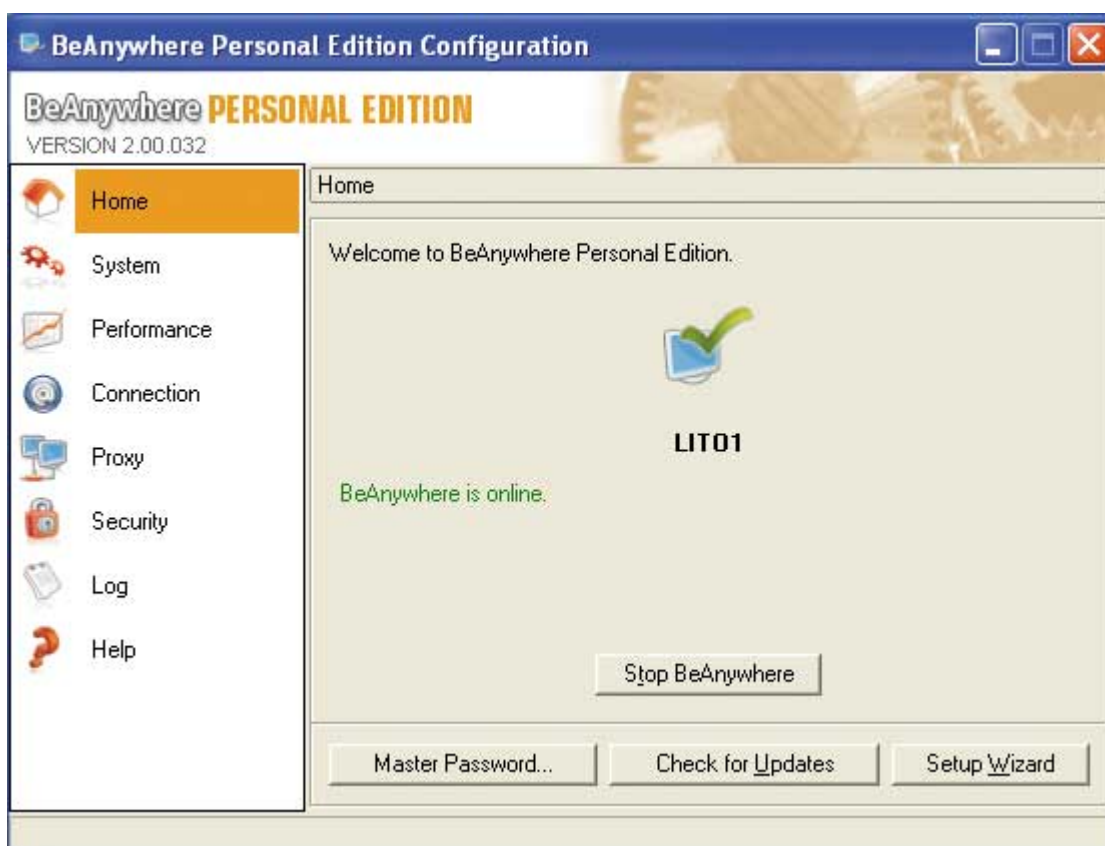 BeAnywhere Personal Edition Configuration
BeAnywhere PERSONAL EDITION
VERSION 2.00.032
Home
System
Performance
Connection
Proxy
Security
Log
Help
Home
Welcome to BeAnywhere Personal Edition.
LIT01
BeAnywhere is online.
Stop BeAnywhere
Master Password...
Check for Updates
Setup Wizard